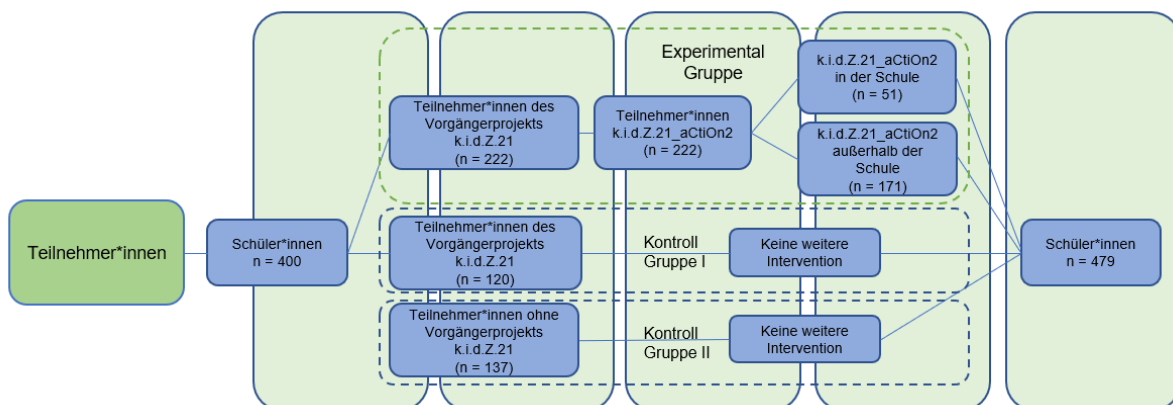 Teilnehmer*innen
Schüler*innen
n = 400
Experimental
Gruppe
Teilnehmer*innen des
Vorgängerprojekts
k.i.d.Z.21
(n = 222)
Teilnehmer*innen
k.i.d.Z.21_aCtiOn2
(n = 222)
k.i.d.Z.21_aCtiOn2
in der Schule
(n = 51)
k.i.d.Z.21_aCtiOn2
außerhalb der
Schule
(n = 171)
Teilnehmer*innen des
Vorgängerprojekts
k.i.d.Z.21
(n = 120)
Kontroll
Gruppe I
Keine weitere
Intervention
Teilnehmer*innen ohne
Vorgängerprojekts
k.i.d.Z.21
(n = 137)
Kontroll
Gruppe II
Keine weitere
Intervention
Schüler*innen
n = 479